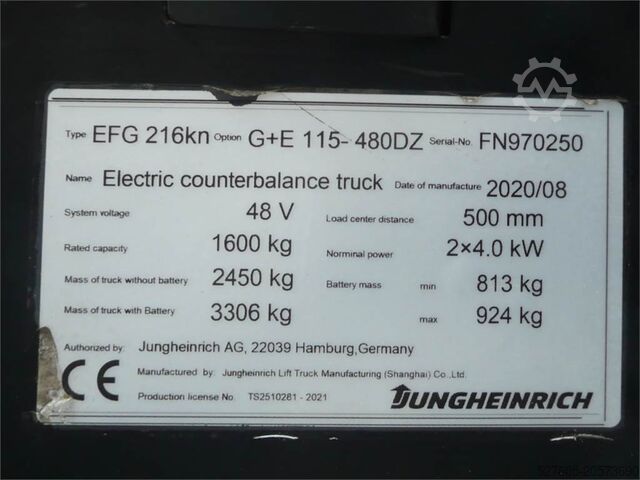 Type EFG 216kn Option G+E 115- 480DZ Serial-No. FN970250
Name Electric counterbalance truck Date of manufacture 2020/08
System voltage 48 V Load center distance 500 mm
Rated capacity 1600 kg Norminal power 2×4.0 kW
Mass of truck without battery 2450 kg Battery mass min 813 kg
Mass of truck with Battery 3306 kg max 924 kg
Authorized by: Jungheinrich AG, 22039 Hamburg,Germany
CE Manufactured by: Jungheinrich Lift Truck Manufacturing (Shanghai) Co.,Ltd.
Production license No. TS2510261 - 2021 JUNGHEINRICH